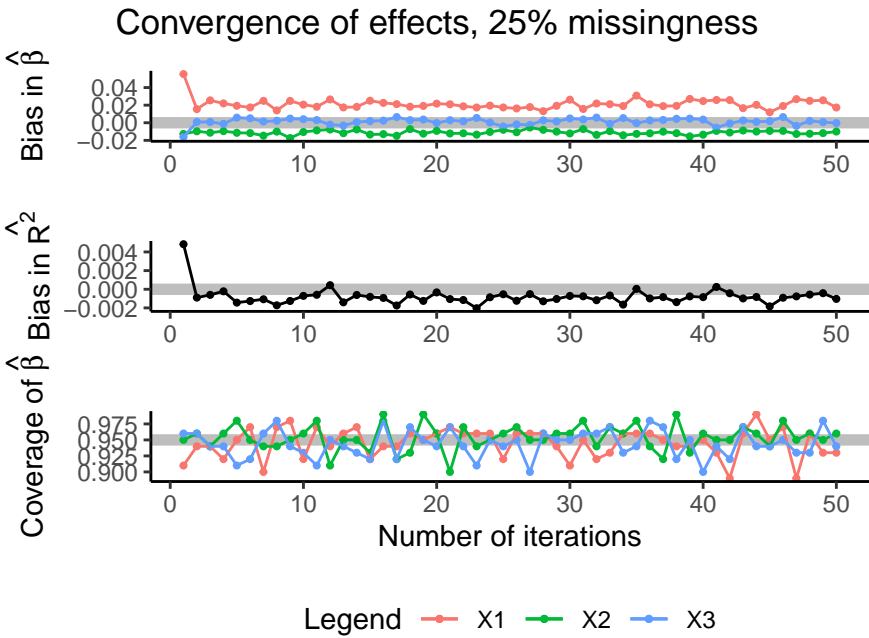 Convergence of effects, 25% missingness
Bias in β̂
0.04
0.02
0.00
−0.02
0 10 20 30 40 50
Bias in R̂²
0.004
0.002
0.000
−0.002
0 10 20 30 40 50
Coverage of β̂
0.975
0.950
0.925
0.900
0 10 20 30 40 50
Number of iterations
Legend X1 X2 X3